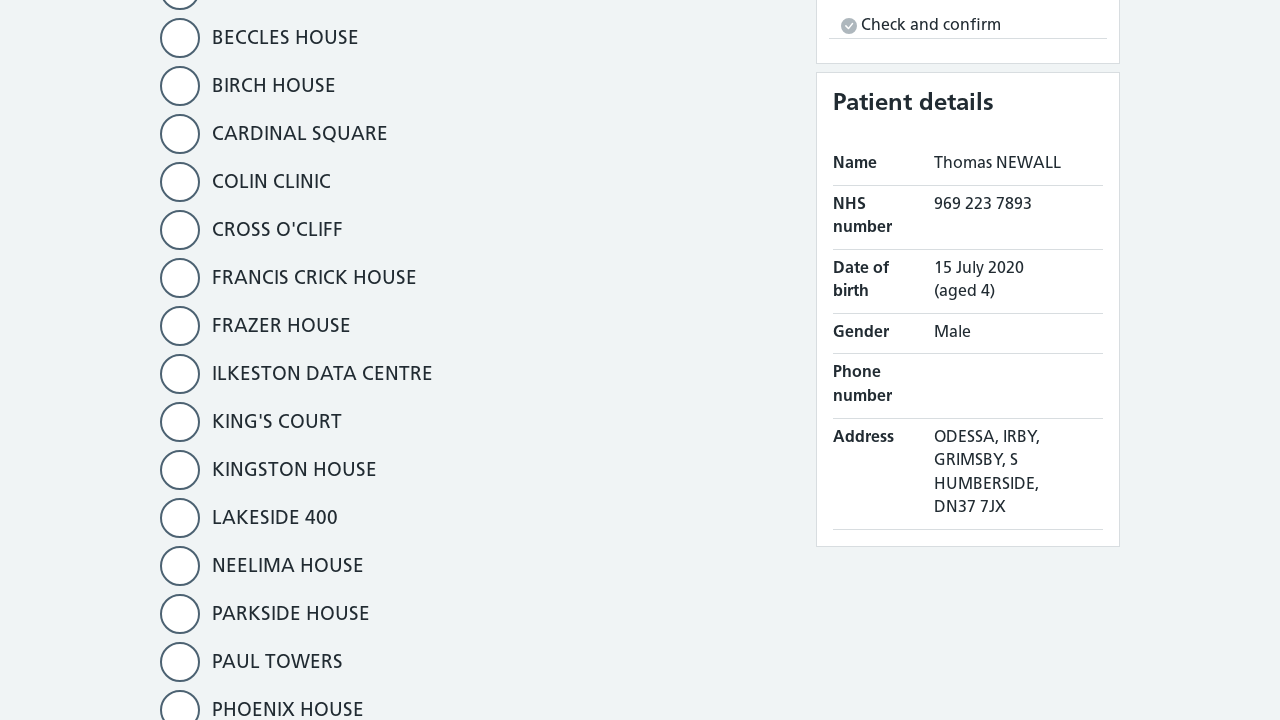 BECCLES HOUSE
BIRCH HOUSE
CARDINAL SQUARE
COLIN CLINIC
CROSS O'CLIFF
FRANCIS CRICK HOUSE
FRAZER HOUSE
ILKESTON DATA CENTRE
KING'S COURT
KINGSTON HOUSE
LAKESIDE 400
NEELIMA HOUSE
PARKSIDE HOUSE
PAUL TOWERS
PHOENIX HOUSE
Check and confirm
Patient details
Name Thomas NEWALL
NHS number 969 223 7893
Date of birth 15 July 2020
(aged 4)
Gender Male
Phone number
Address ODESSA, IRBY,
GRIMSBY, S
HUMBERSIDE,
DN37 7JX